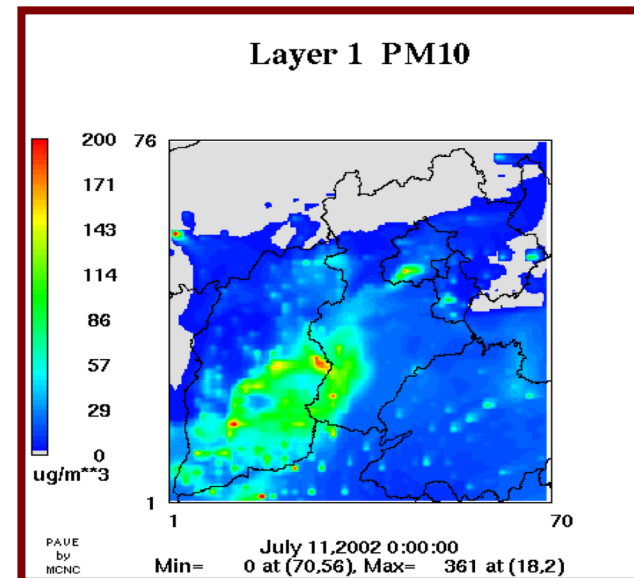 Layer 1 PM10
200
171
143
114
86
57
29
0
ug/m**3
76
1
1
70
PAVE
by
MCNC
July 11,2002 0:00:00
Min= 0 at (70,56), Max= 361 at (18,2)